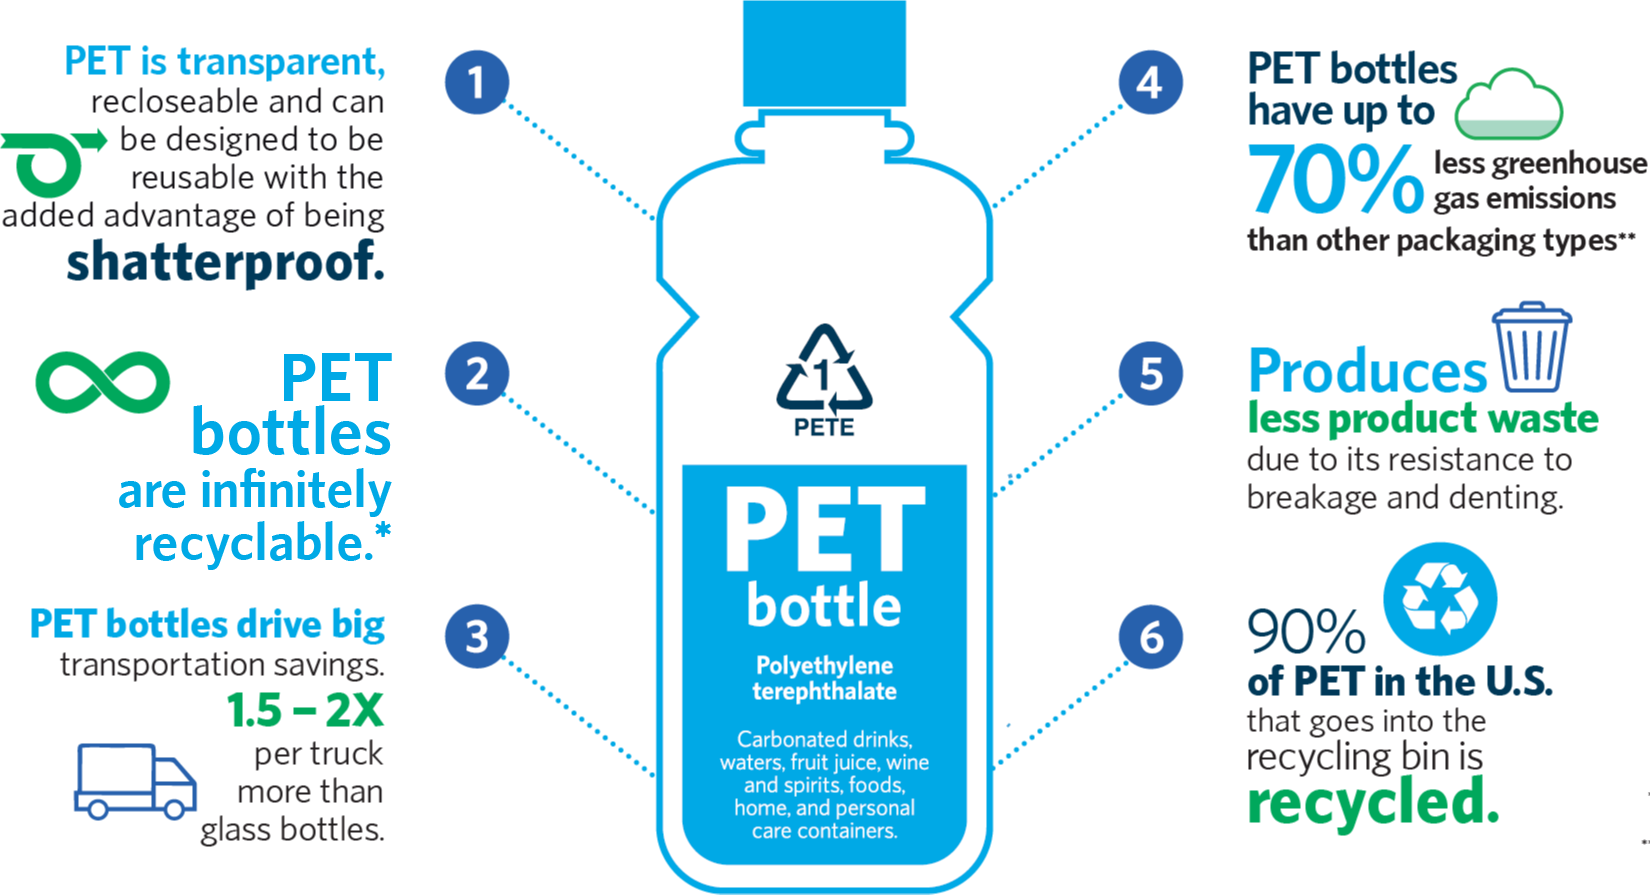 1
PET is transparent,
recloseable and can
be designed to be
reusable with the
added advantage of being
shatterproof.
2
PET
bottles
are infinitely
recyclable.*
3
PET bottles drive big
transportation savings.
1.5 – 2X
per truck
more than
glass bottles.
1
PETE
PET
bottle
Polyethylene
terephthalate
Carbonated drinks,
waters, fruit juice, wine
and spirits, foods,
home, and personal
care containers.
4
PET bottles
have up to
70% less greenhouse
gas emissions
than other packaging types**
5
Produces
less product waste
due to its resistance to
breakage and denting.
6
90%
of PET in the U.S.
that goes into the
recycling bin is
recycled.